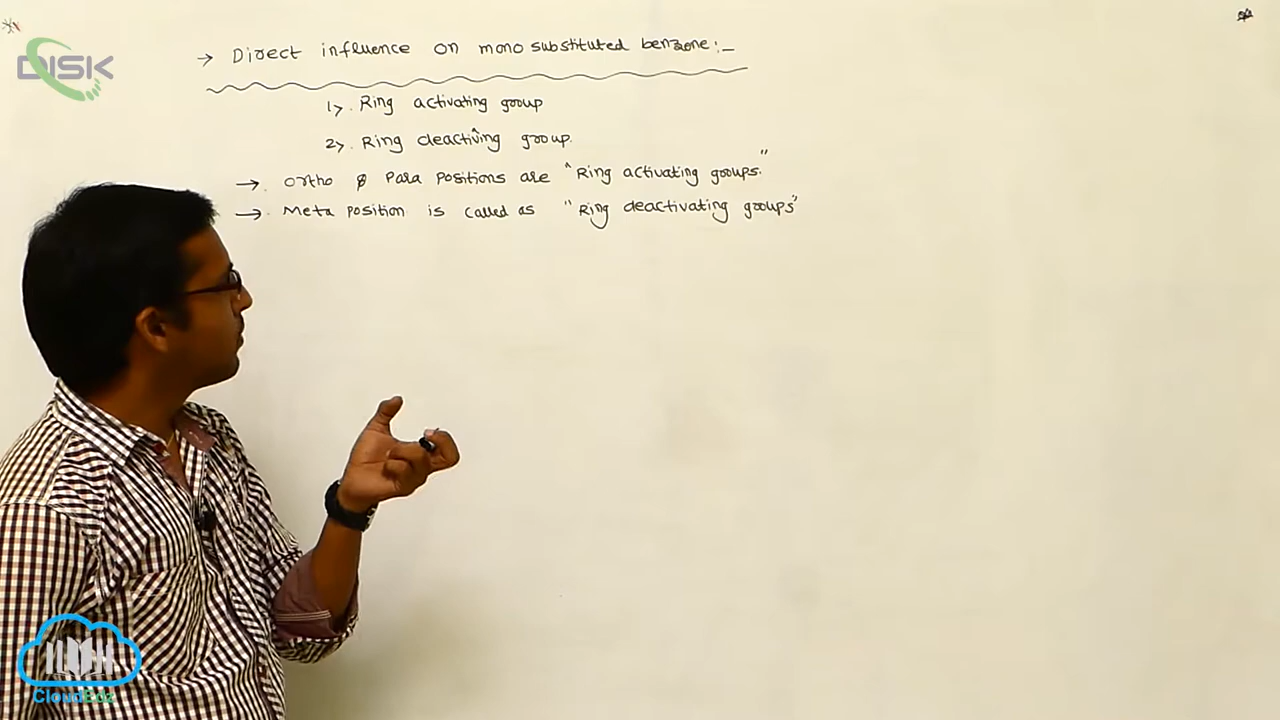 DISK
→ Direct influence on mono substituted benzene:-
1>. Ring activating group
2>. Ring deactiving group.
→ Ortho & Para Positions are "Ring activating groups."
→ Meta position is called as "Ring deactivating groups"
CloudEdz